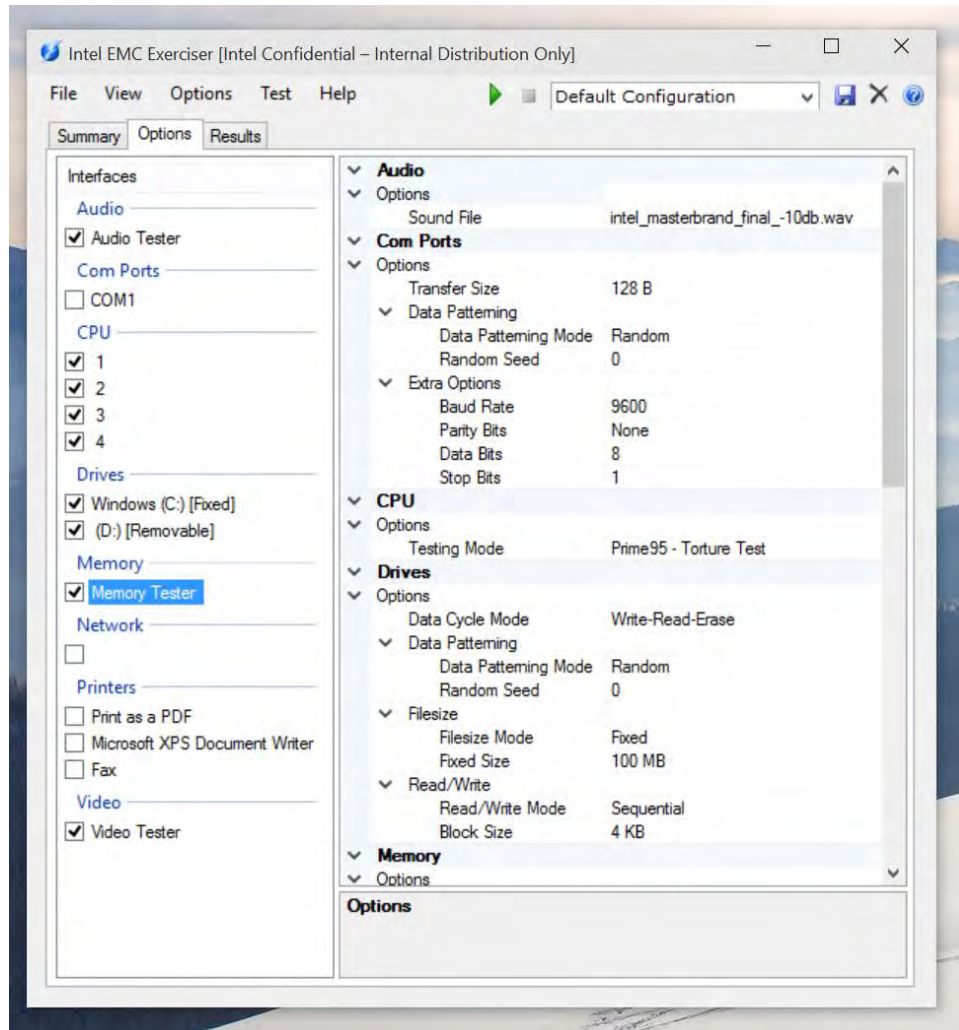 Intel EMC Exerciser [Intel Confidential – Internal Distribution Only]
File View Options Test Help Default Configuration
Summary Options Results
Interfaces
Audio
Audio Tester
Com Ports
COM1
CPU
1
2
3
4
Drives
Windows (C:) [Fixed]
(D:) [Removable]
Memory
Memory Tester
Network
Printers
Print as a PDF
Microsoft XPS Document Writer
Fax
Video
Video Tester
Audio
Options
Sound File intel_masterbrand_final_-10db.wav
Com Ports
Options
Transfer Size 128 B
Data Patterning
Data Patterning Mode Random
Random Seed 0
Extra Options
Baud Rate 9600
Parity Bits None
Data Bits 8
Stop Bits 1
CPU
Options
Testing Mode Prime95 - Torture Test
Drives
Options
Data Cycle Mode Write-Read-Erase
Data Patterning
Data Patterning Mode Random
Random Seed 0
Filesize
Filesize Mode Fixed
Fixed Size 100 MB
Read/Write
Read/Write Mode Sequential
Block Size 4 KB
Memory
Options
Options